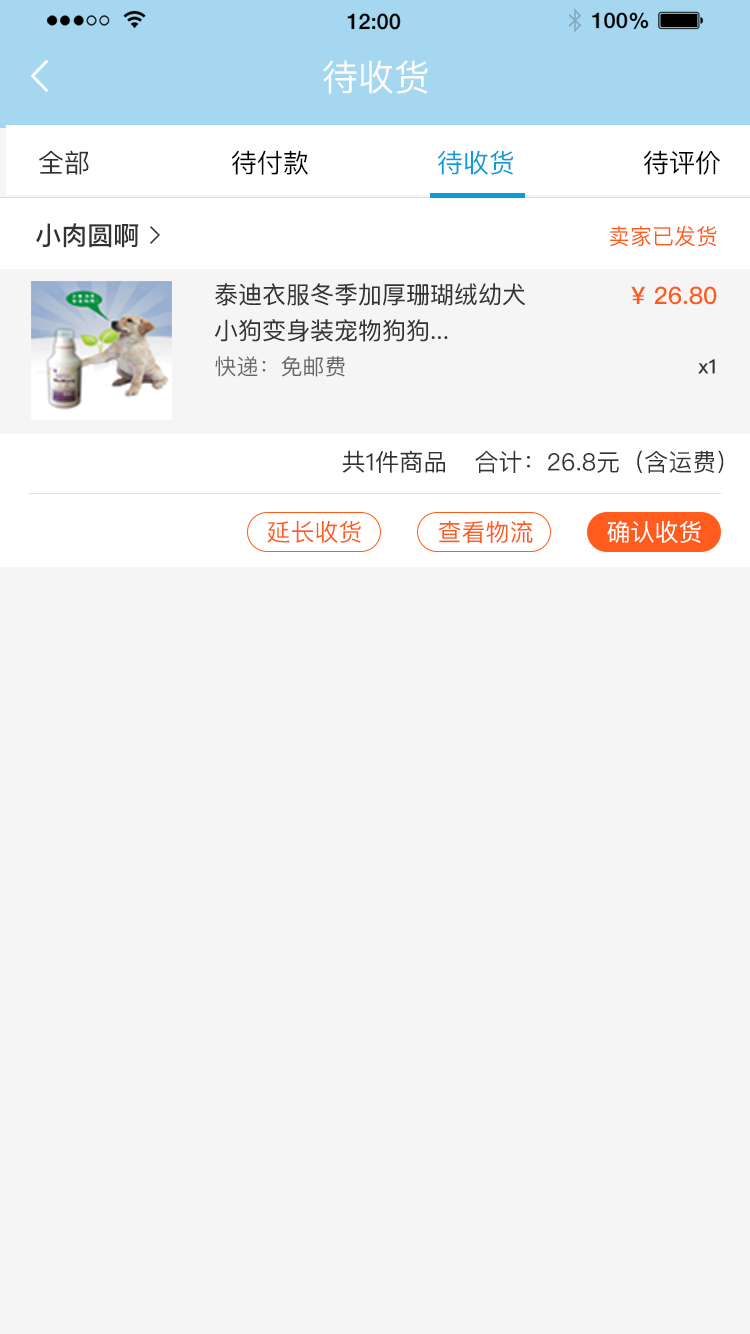 12:00
100%
待收货
全部 待付款 待收货 待评价
小肉圆啊
卖家已发货
泰迪衣服冬季加厚珊瑚绒幼犬
¥ 26.80
小狗变身装宠物狗狗...
快递：免邮费
x1
共1件商品 合计：26.8元（含运费）
延长收货 查看物流 确认收货